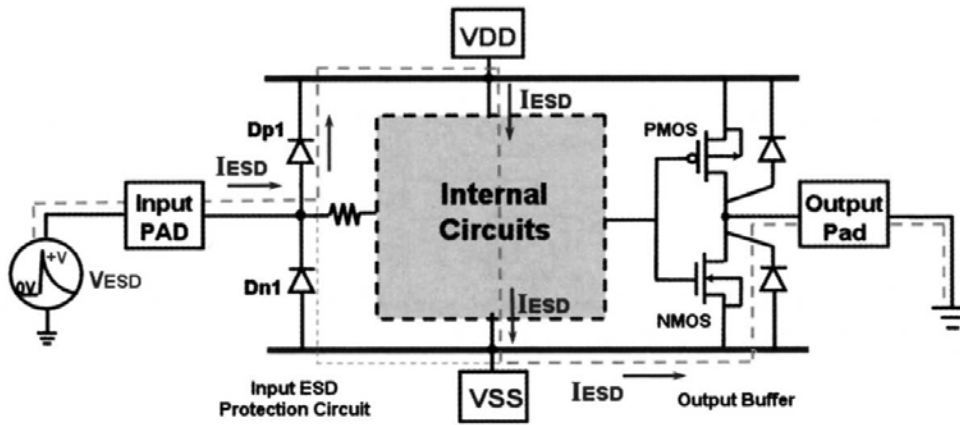 VDD
IESD
Dp1
PMOS
IESD
Input
PAD
Internal
Circuits
Output
Pad
+V
0V
VESD
Dn1
IESD
NMOS
Input ESD
Protection Circuit
VSS
IESD
Output Buffer